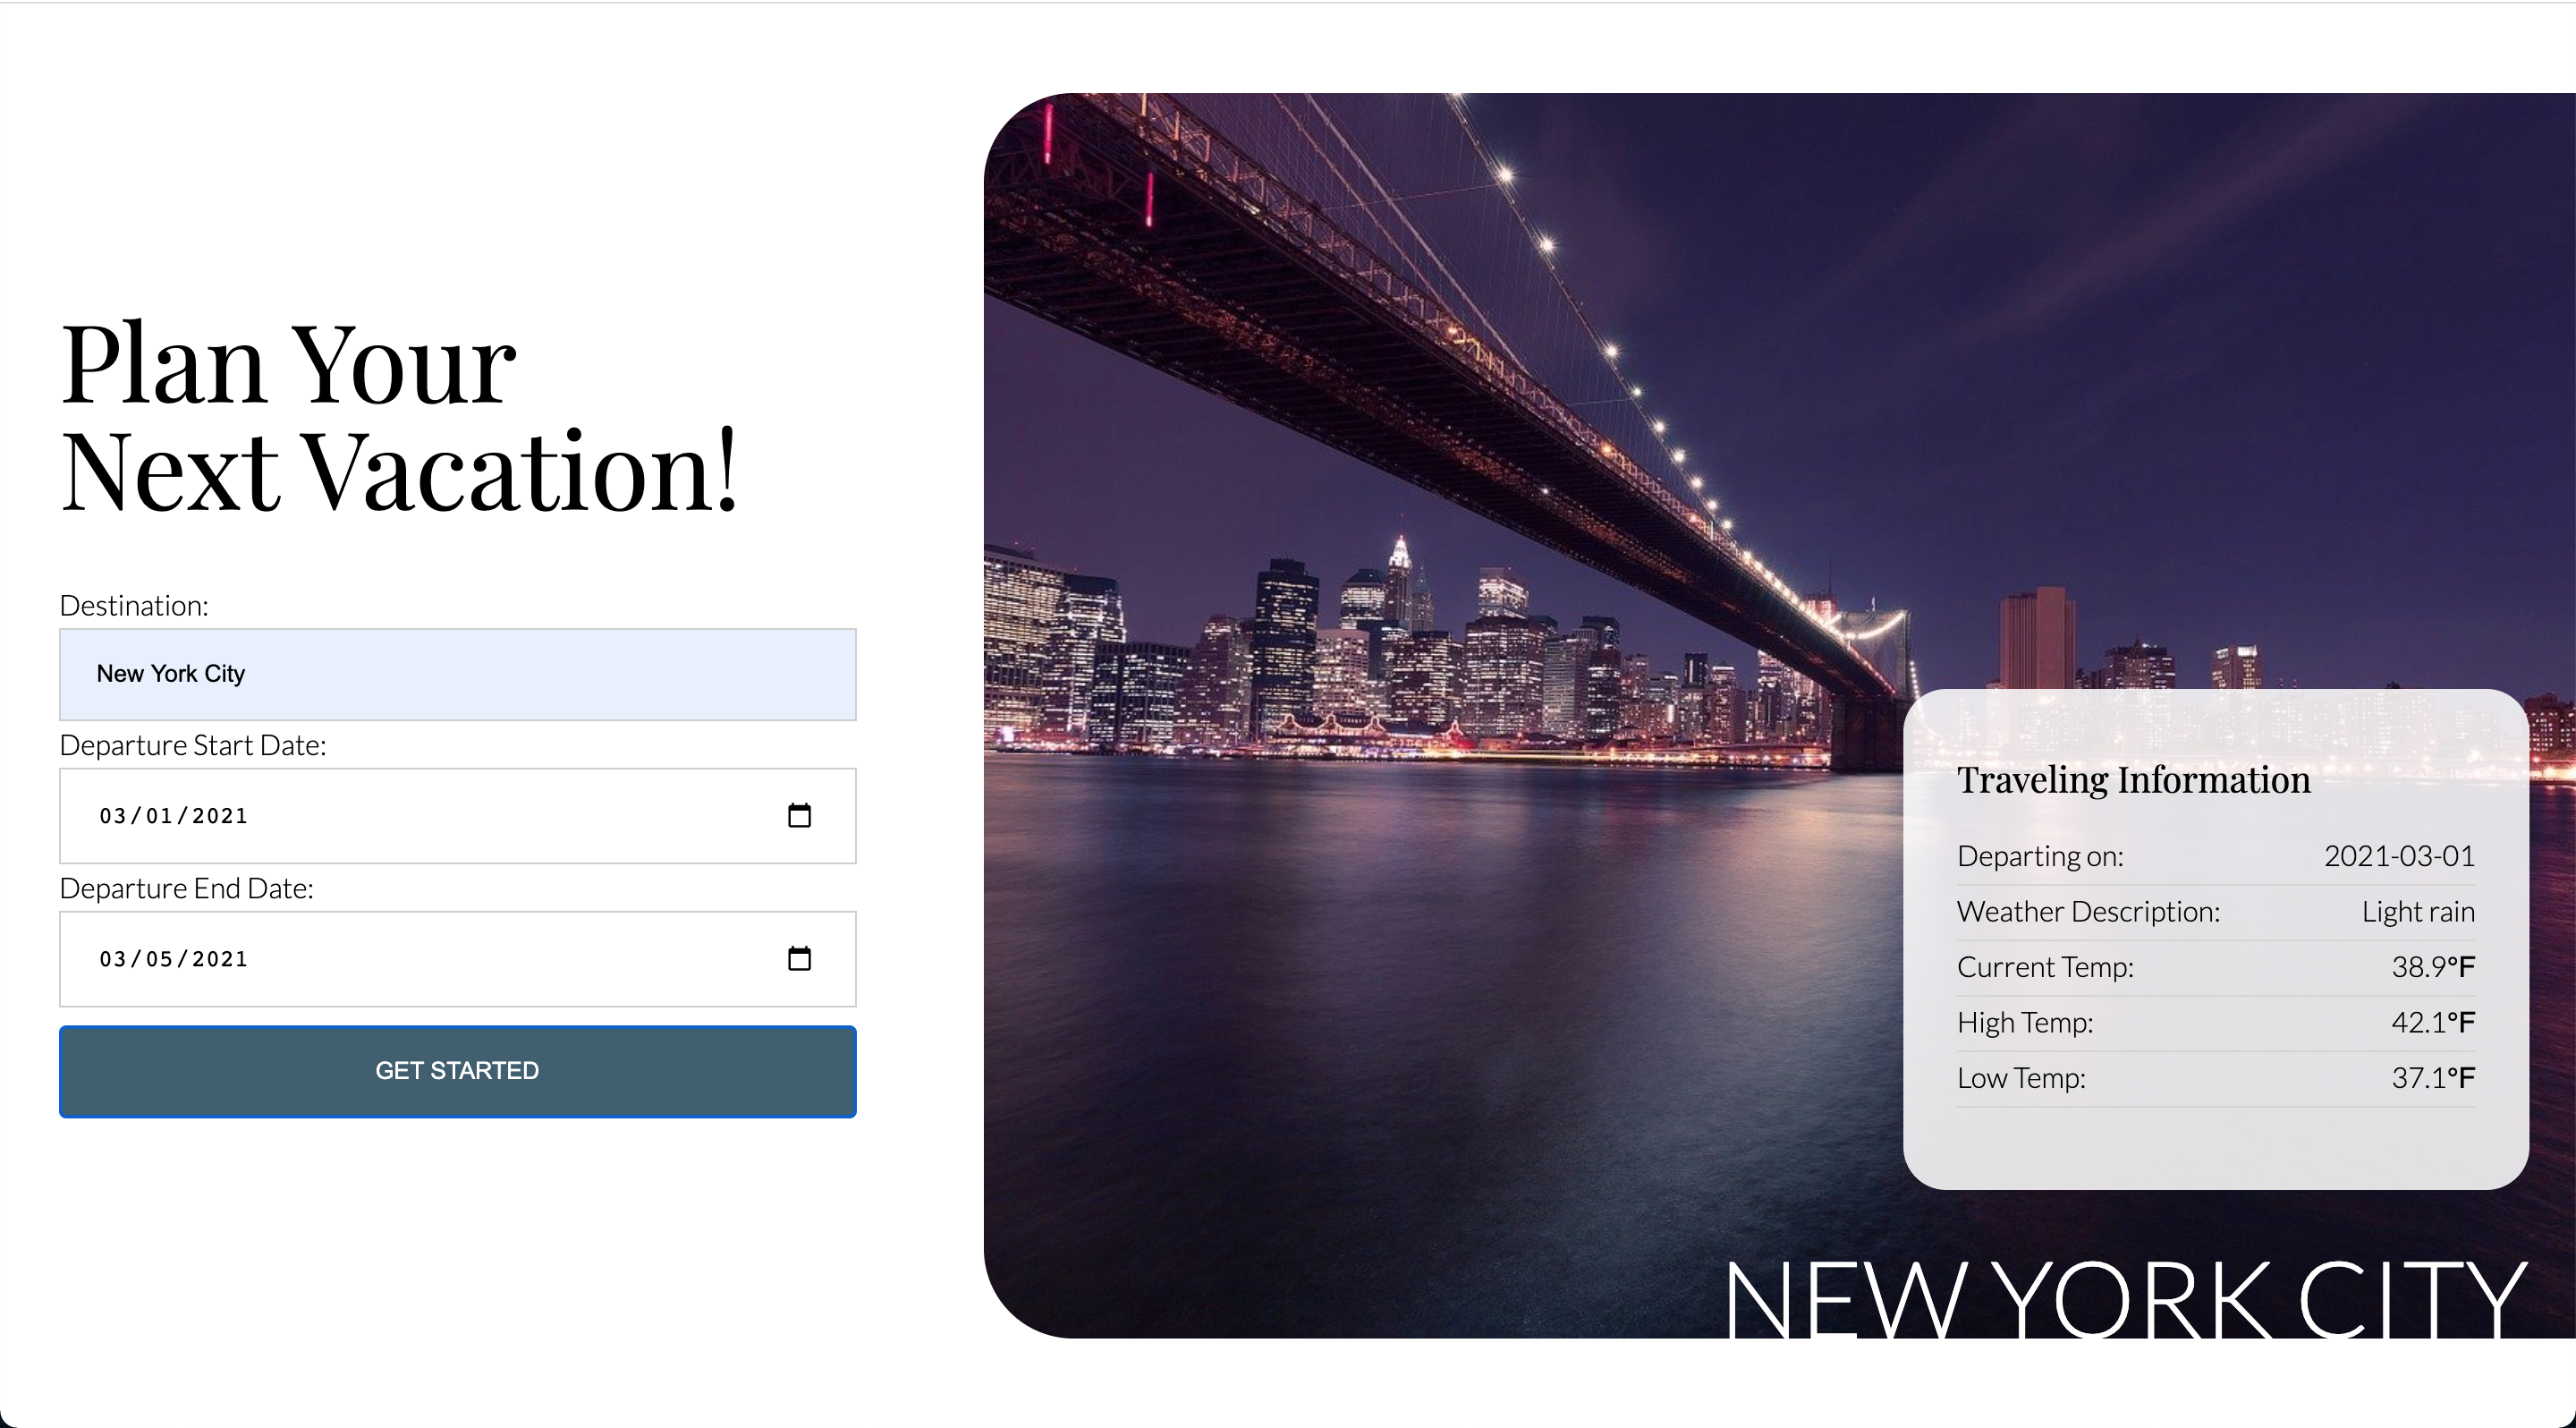 Plan Your
Next Vacation!
Destination:
New York City
Departure Start Date:
03/01/2021
Departure End Date:
03/05/2021
GET STARTED
Traveling Information
Departing on: 2021-03-01
Weather Description: Light rain
Current Temp: 38.9°F
High Temp: 42.1°F
Low Temp: 37.1°F
NEW YORK CITY